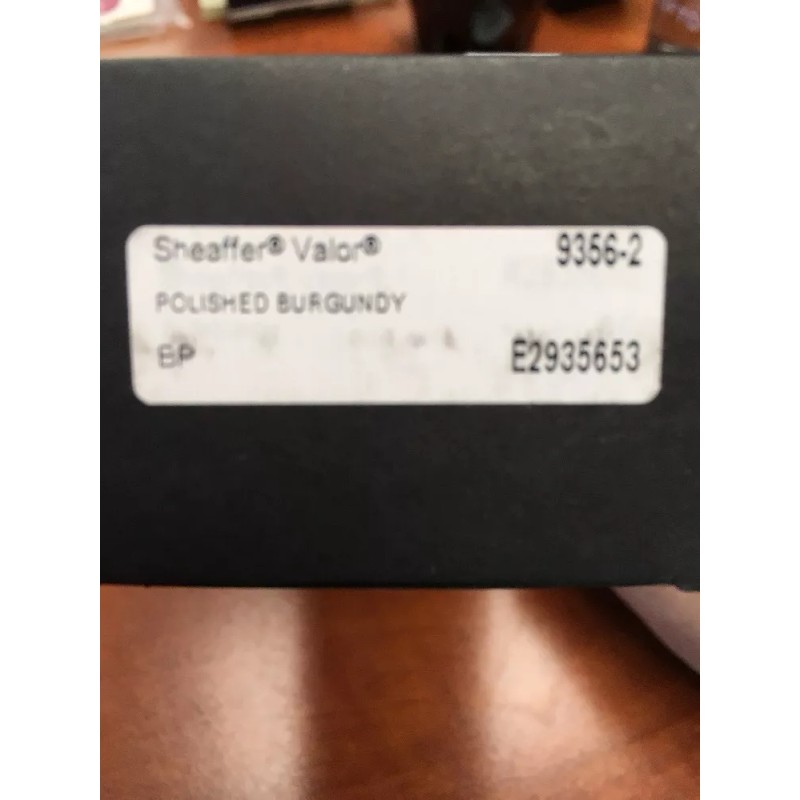 Sheaffer® Valor® 9356-2
POLISHED BURGUNDY
BP E2935653